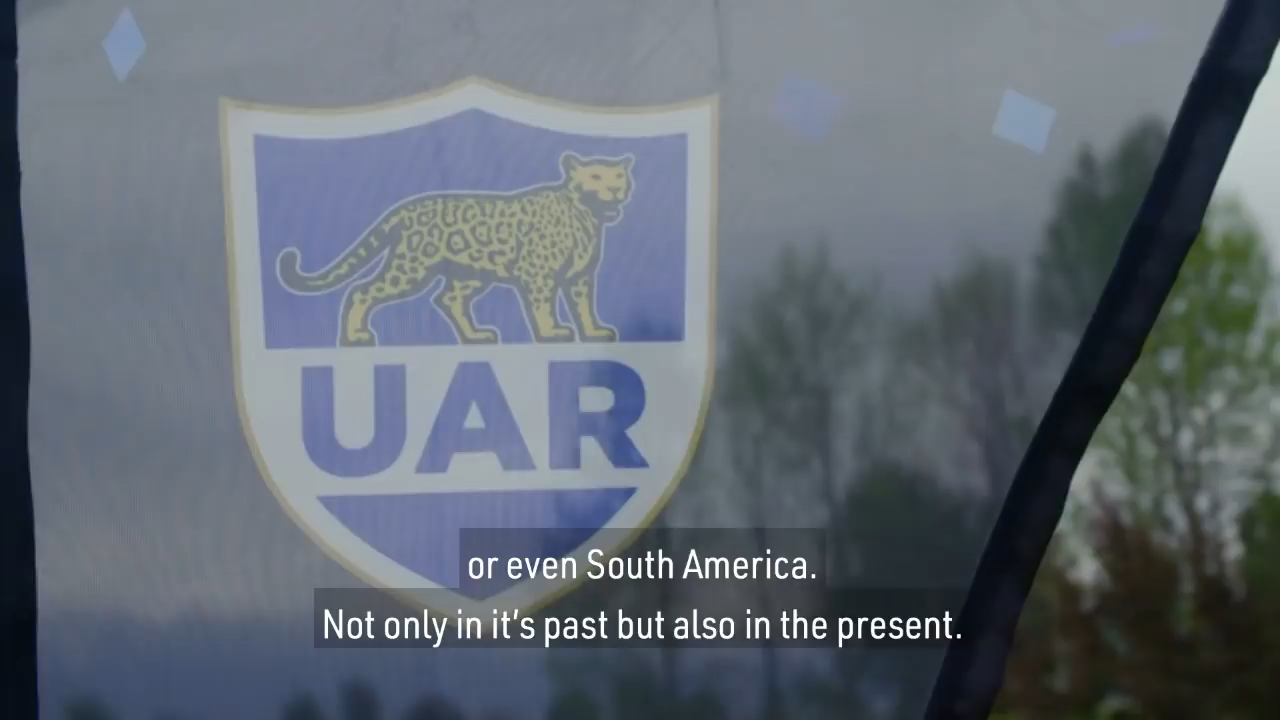 UAR
or even South America.
Not only in it's past but also in the present.